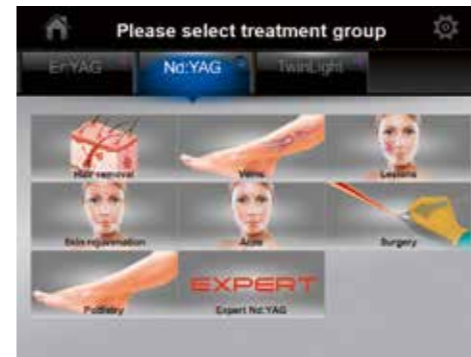 Please select treatment group
Er:YAG Nd:YAG TwinLight
Hair removal Veins Lesions
Skin rejuvenation Acne Surgery
Podiatry EXPERT
Expert Nd:YAG